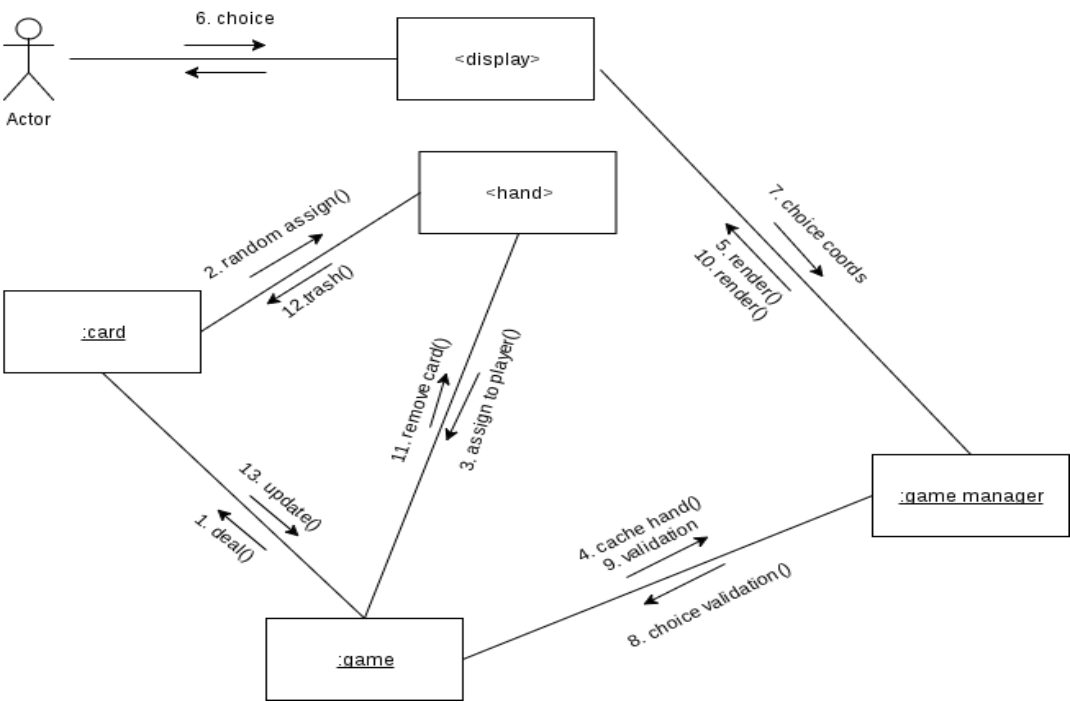 6. choice
<display>
Actor
<hand>
7. choice coords
2. random assign()
5. render()
10. render()
12.trash()
:card
11. remove card()
3. assign to player()
13. update()
1. deal()
:game manager
4. cache hand()
9. validation
8. choice validation()
:game